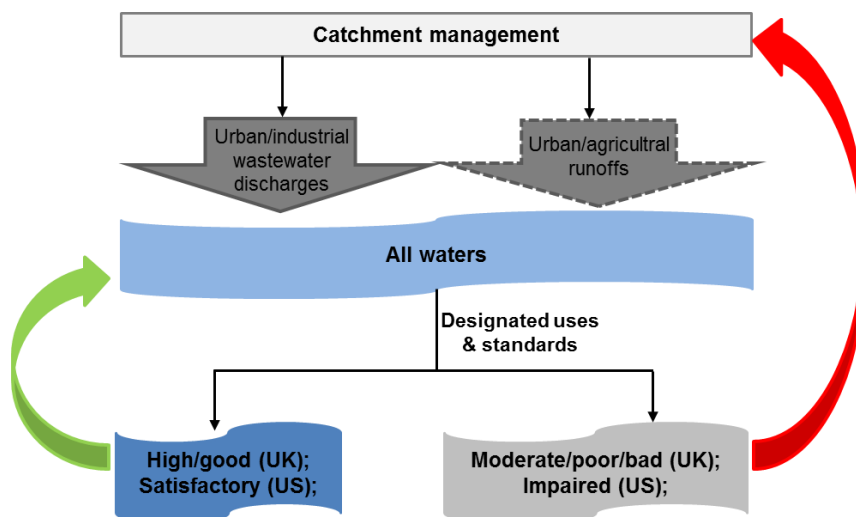 Catchment management
Urban/industrial
wastewater
discharges
Urban/agricultral
runoffs
All waters
Designated uses
& standards
High/good (UK);
Satisfactory (US);
Moderate/poor/bad (UK);
Impaired (US);